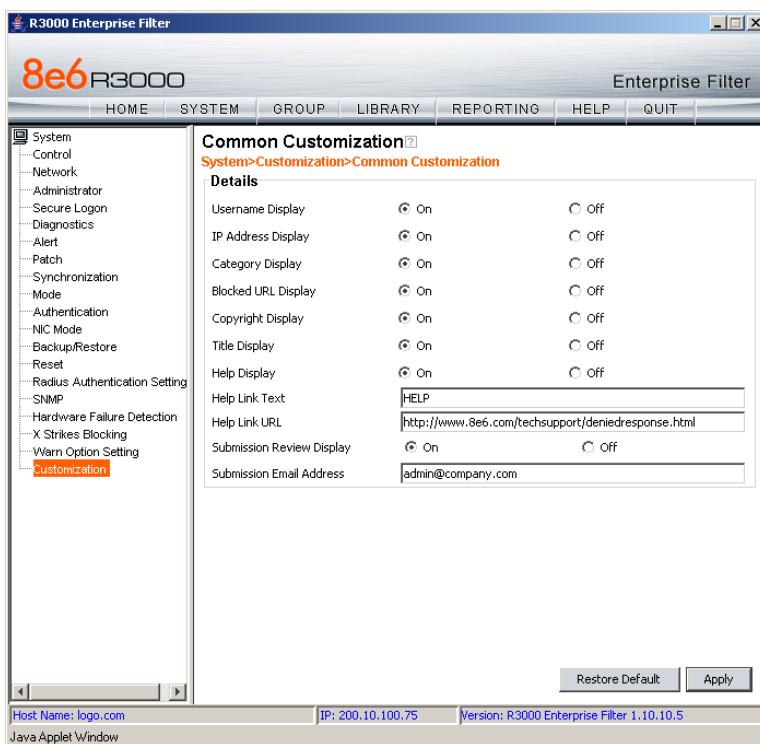 R3000 Enterprise Filter
8e6 R3000
Enterprise Filter
HOME SYSTEM GROUP LIBRARY REPORTING HELP QUIT
System
Control
Network
Administrator
Secure Logon
Diagnostics
Alert
Patch
Synchronization
Mode
Authentication
NIC Mode
Backup/Restore
Reset
Radius Authentication Setting
SNMP
Hardware Failure Detection
X Strikes Blocking
Warn Option Setting
Customization
Common Customization ?
System>Customization>Common Customization
Details
Username Display On Off
IP Address Display On Off
Category Display On Off
Blocked URL Display On Off
Copyright Display On Off
Title Display On Off
Help Display On Off
Help Link Text HELP
Help Link URL http://www.8e6.com/techsupport/deniedresponse.html
Submission Review Display On Off
Submission Email Address admin@company.com
Restore Default Apply
Host Name: logo.com IP: 200.10.100.75 Version: R3000 Enterprise Filter 1.10.10.5
Java Applet Window